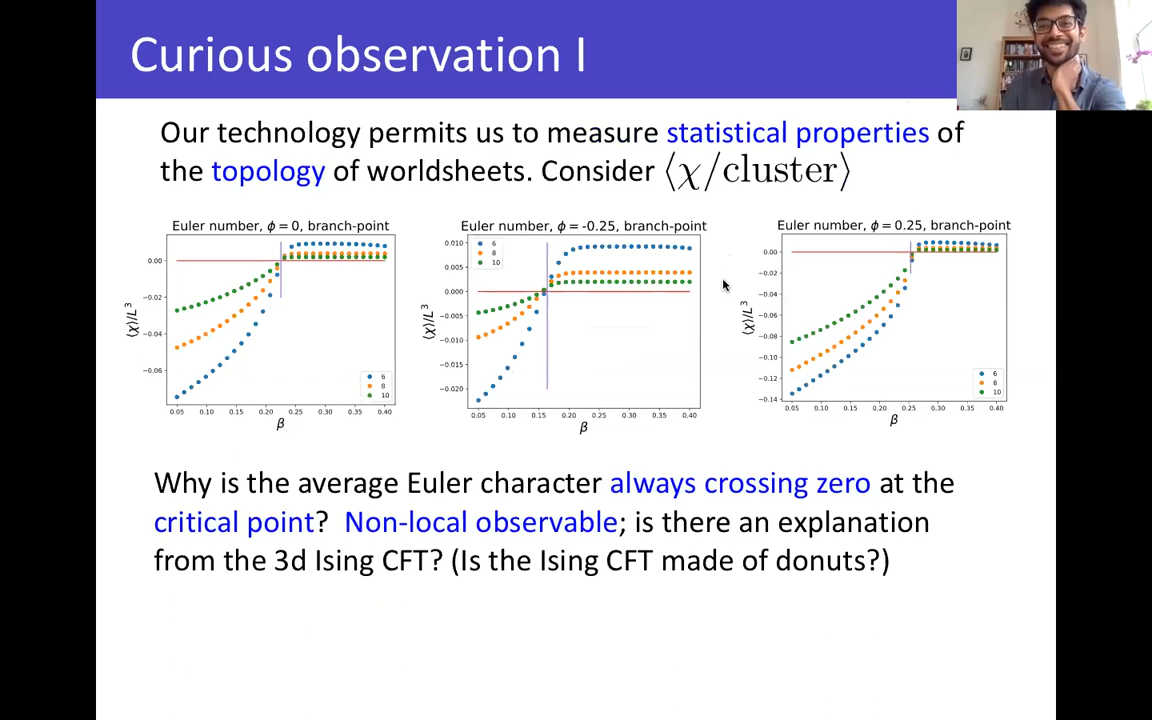 Curious observation I
Our technology permits us to measure statistical properties of
the topology of worldsheets. Consider ⟨χ/cluster⟩
Euler number, ϕ = 0, branch-point
0.00
−0.02
−0.04
−0.06
⟨χ⟩/L³
0.05 0.10 0.15 0.20 0.25 0.30 0.35 0.40
β
6
8
10
Euler number, ϕ = -0.25, branch-point
0.010
0.005
0.000
−0.005
−0.010
−0.015
−0.020
⟨χ⟩/L³
0.05 0.10 0.15 0.20 0.25 0.30 0.35 0.40
β
6
8
10
Euler number, ϕ = 0.25, branch-point
0.00
−0.02
−0.04
−0.06
−0.08
−0.10
−0.12
−0.14
⟨χ⟩/L³
0.05 0.10 0.15 0.20 0.25 0.30 0.35 0.40
β
6
8
10
Why is the average Euler character always crossing zero at the
critical point? Non-local observable; is there an explanation
from the 3d Ising CFT? (Is the Ising CFT made of donuts?)